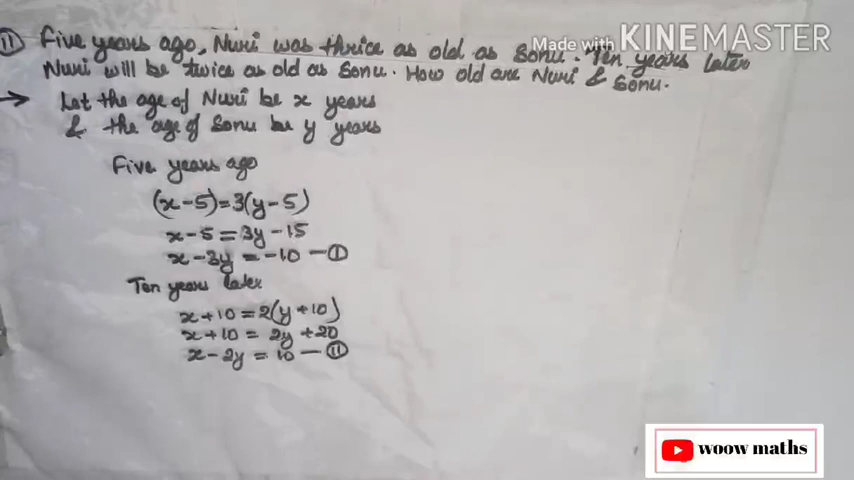 11 Five years ago, Nuri was thrice as old as Sonu. Ten years later
Nuri will be twice as old as Sonu. How old are Nuri & Sonu.
→ Let the age of Nuri be x years
& the age of Sonu be y years
Five years ago
(x-5)=3(y-5)
x-5=3y-15
x-3y=-10 —①
Ten years later
x+10=2(y+10)
x+10=2y+20
x-2y=10 —⑪
Made with KINEMASTER
woow maths